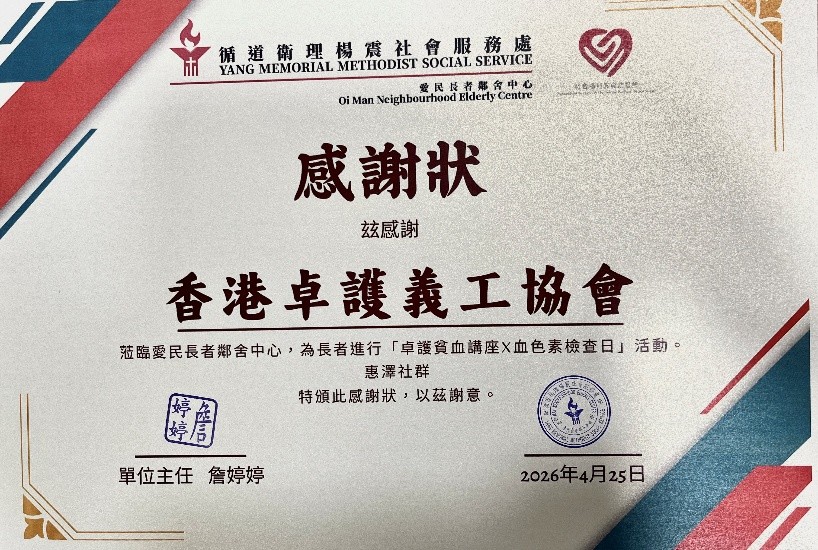 循道衛理楊震社會服務處
YANG MEMORIAL METHODIST SOCIAL SERVICE
愛民長者鄰舍中心
Oi Man Neighbourhood Elderly Centre
感謝狀
茲感謝
香港卓護義工協會
蒞臨愛民長者鄰舍中心，為長者進行「卓護貧血講座X血色素檢查日」活動。
惠澤社群
特頒此感謝狀，以茲謝意。
詹婷婷
單位主任 詹婷婷
2026年4月25日